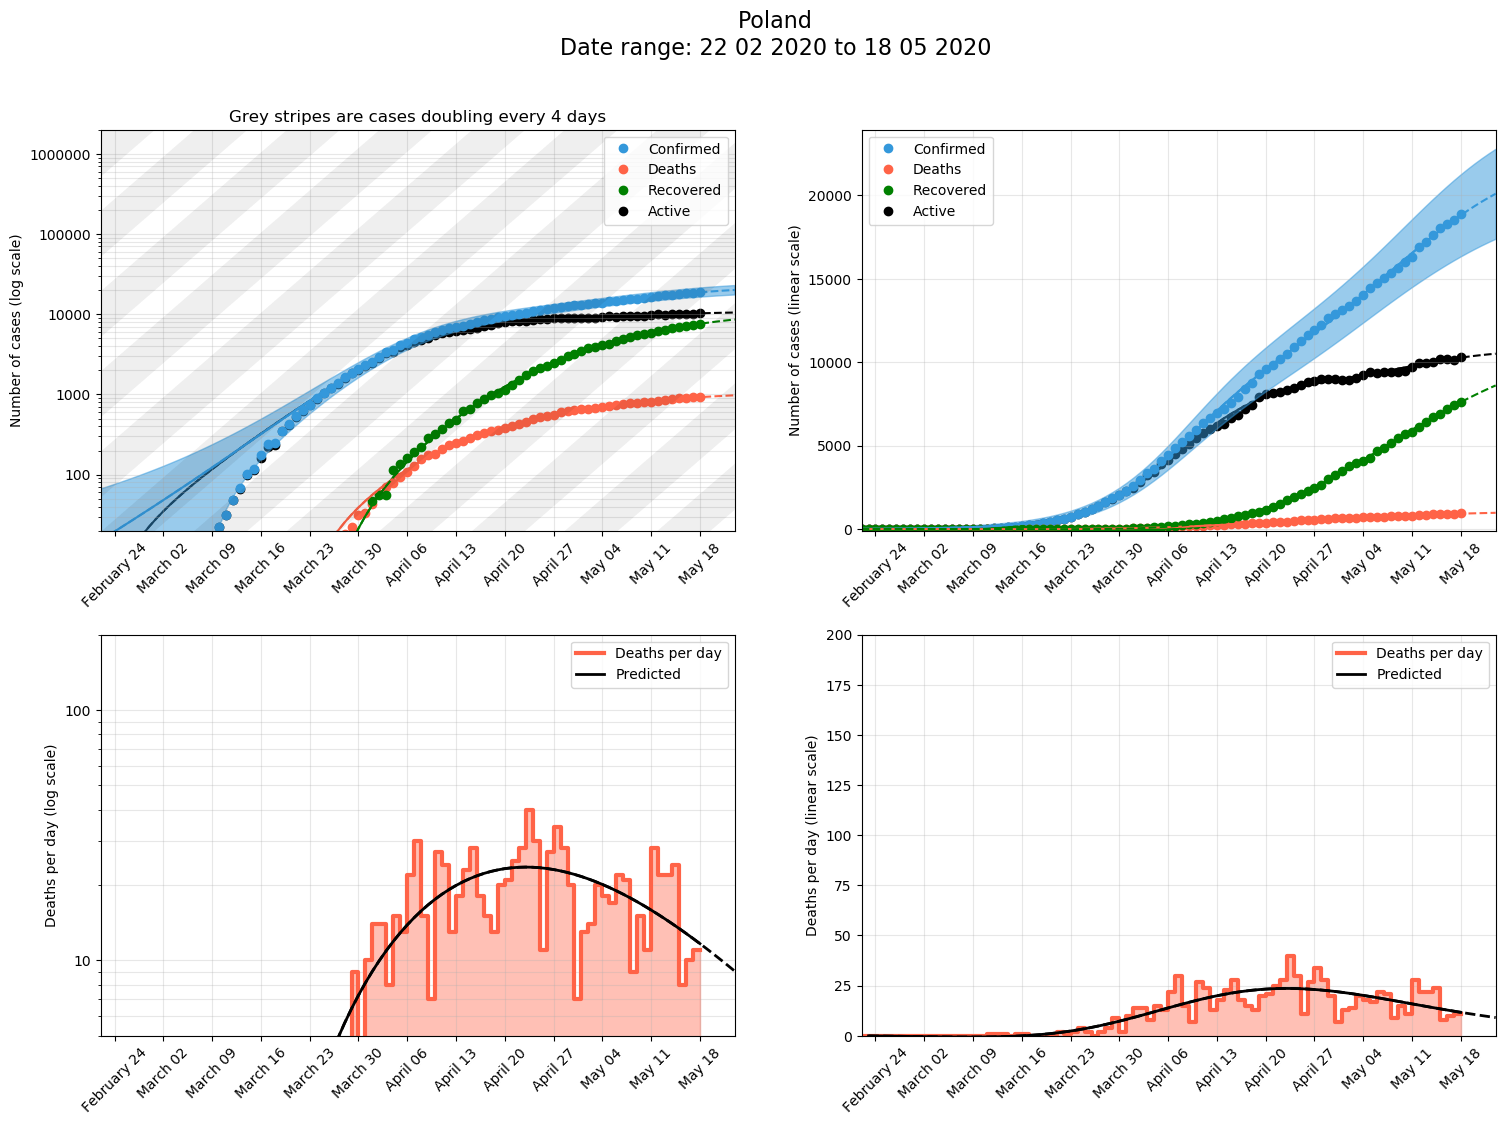 Poland
Date range: 22 02 2020 to 18 05 2020
Grey stripes are cases doubling every 4 days
Number of cases (log scale)
1000000
100000
10000
1000
100
Confirmed
Deaths
Recovered
Active
February 24
March 02
March 09
March 16
March 23
March 30
April 06
April 13
April 20
April 27
May 04
May 11
May 18
Number of cases (linear scale)
20000
15000
10000
5000
0
Confirmed
Deaths
Recovered
Active
February 24
March 02
March 09
March 16
March 23
March 30
April 06
April 13
April 20
April 27
May 04
May 11
May 18
Deaths per day (log scale)
100
10
Deaths per day
Predicted
February 24
March 02
March 09
March 16
March 23
March 30
April 06
April 13
April 20
April 27
May 04
May 11
May 18
Deaths per day (linear scale)
200
175
150
125
100
75
50
25
0
Deaths per day
Predicted
February 24
March 02
March 09
March 16
March 23
March 30
April 06
April 13
April 20
April 27
May 04
May 11
May 18